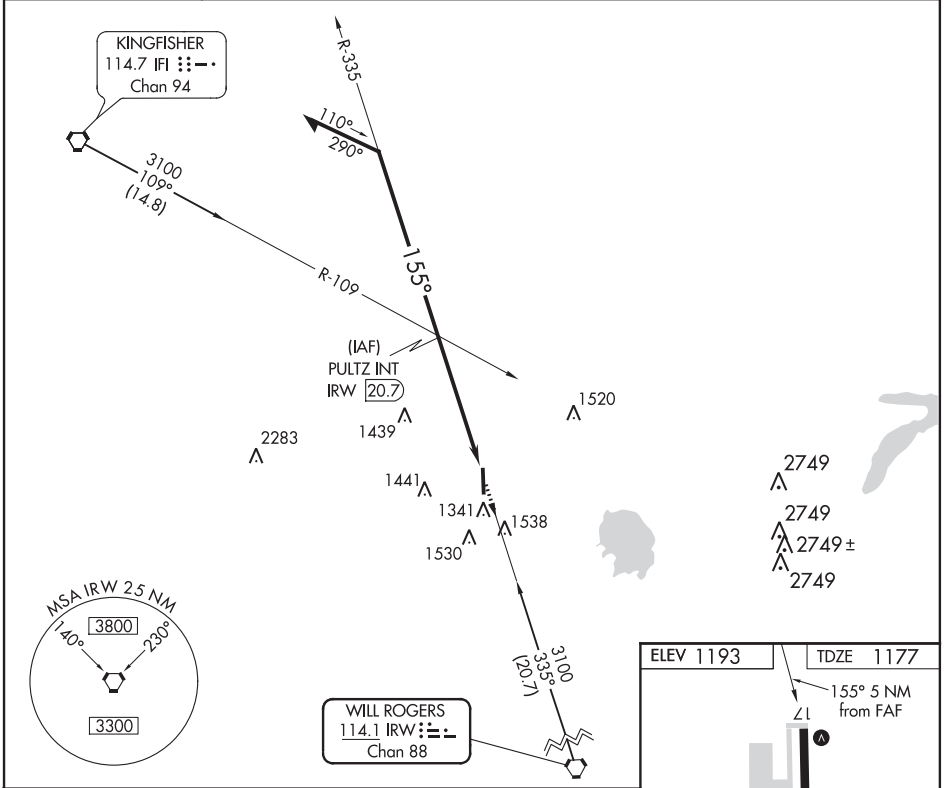 KINGFISHER
114.7 IFI
Chan 94
R-335
110°
290°
3100
109°
(14.8)
155°
R-109
(IAF)
PULTZ INT
IRW 20.7
1520
1439
2283
2749
1441
1341
1538
2749
2749 ±
1530
2749
MSA IRW 25 NM
3800
140°
230°
3300
3100
335°
(20.7)
WILL ROGERS
114.1 IRW
Chan 88
ELEV 1193
TDZE 1177
155° 5 NM
from FAF
17
A